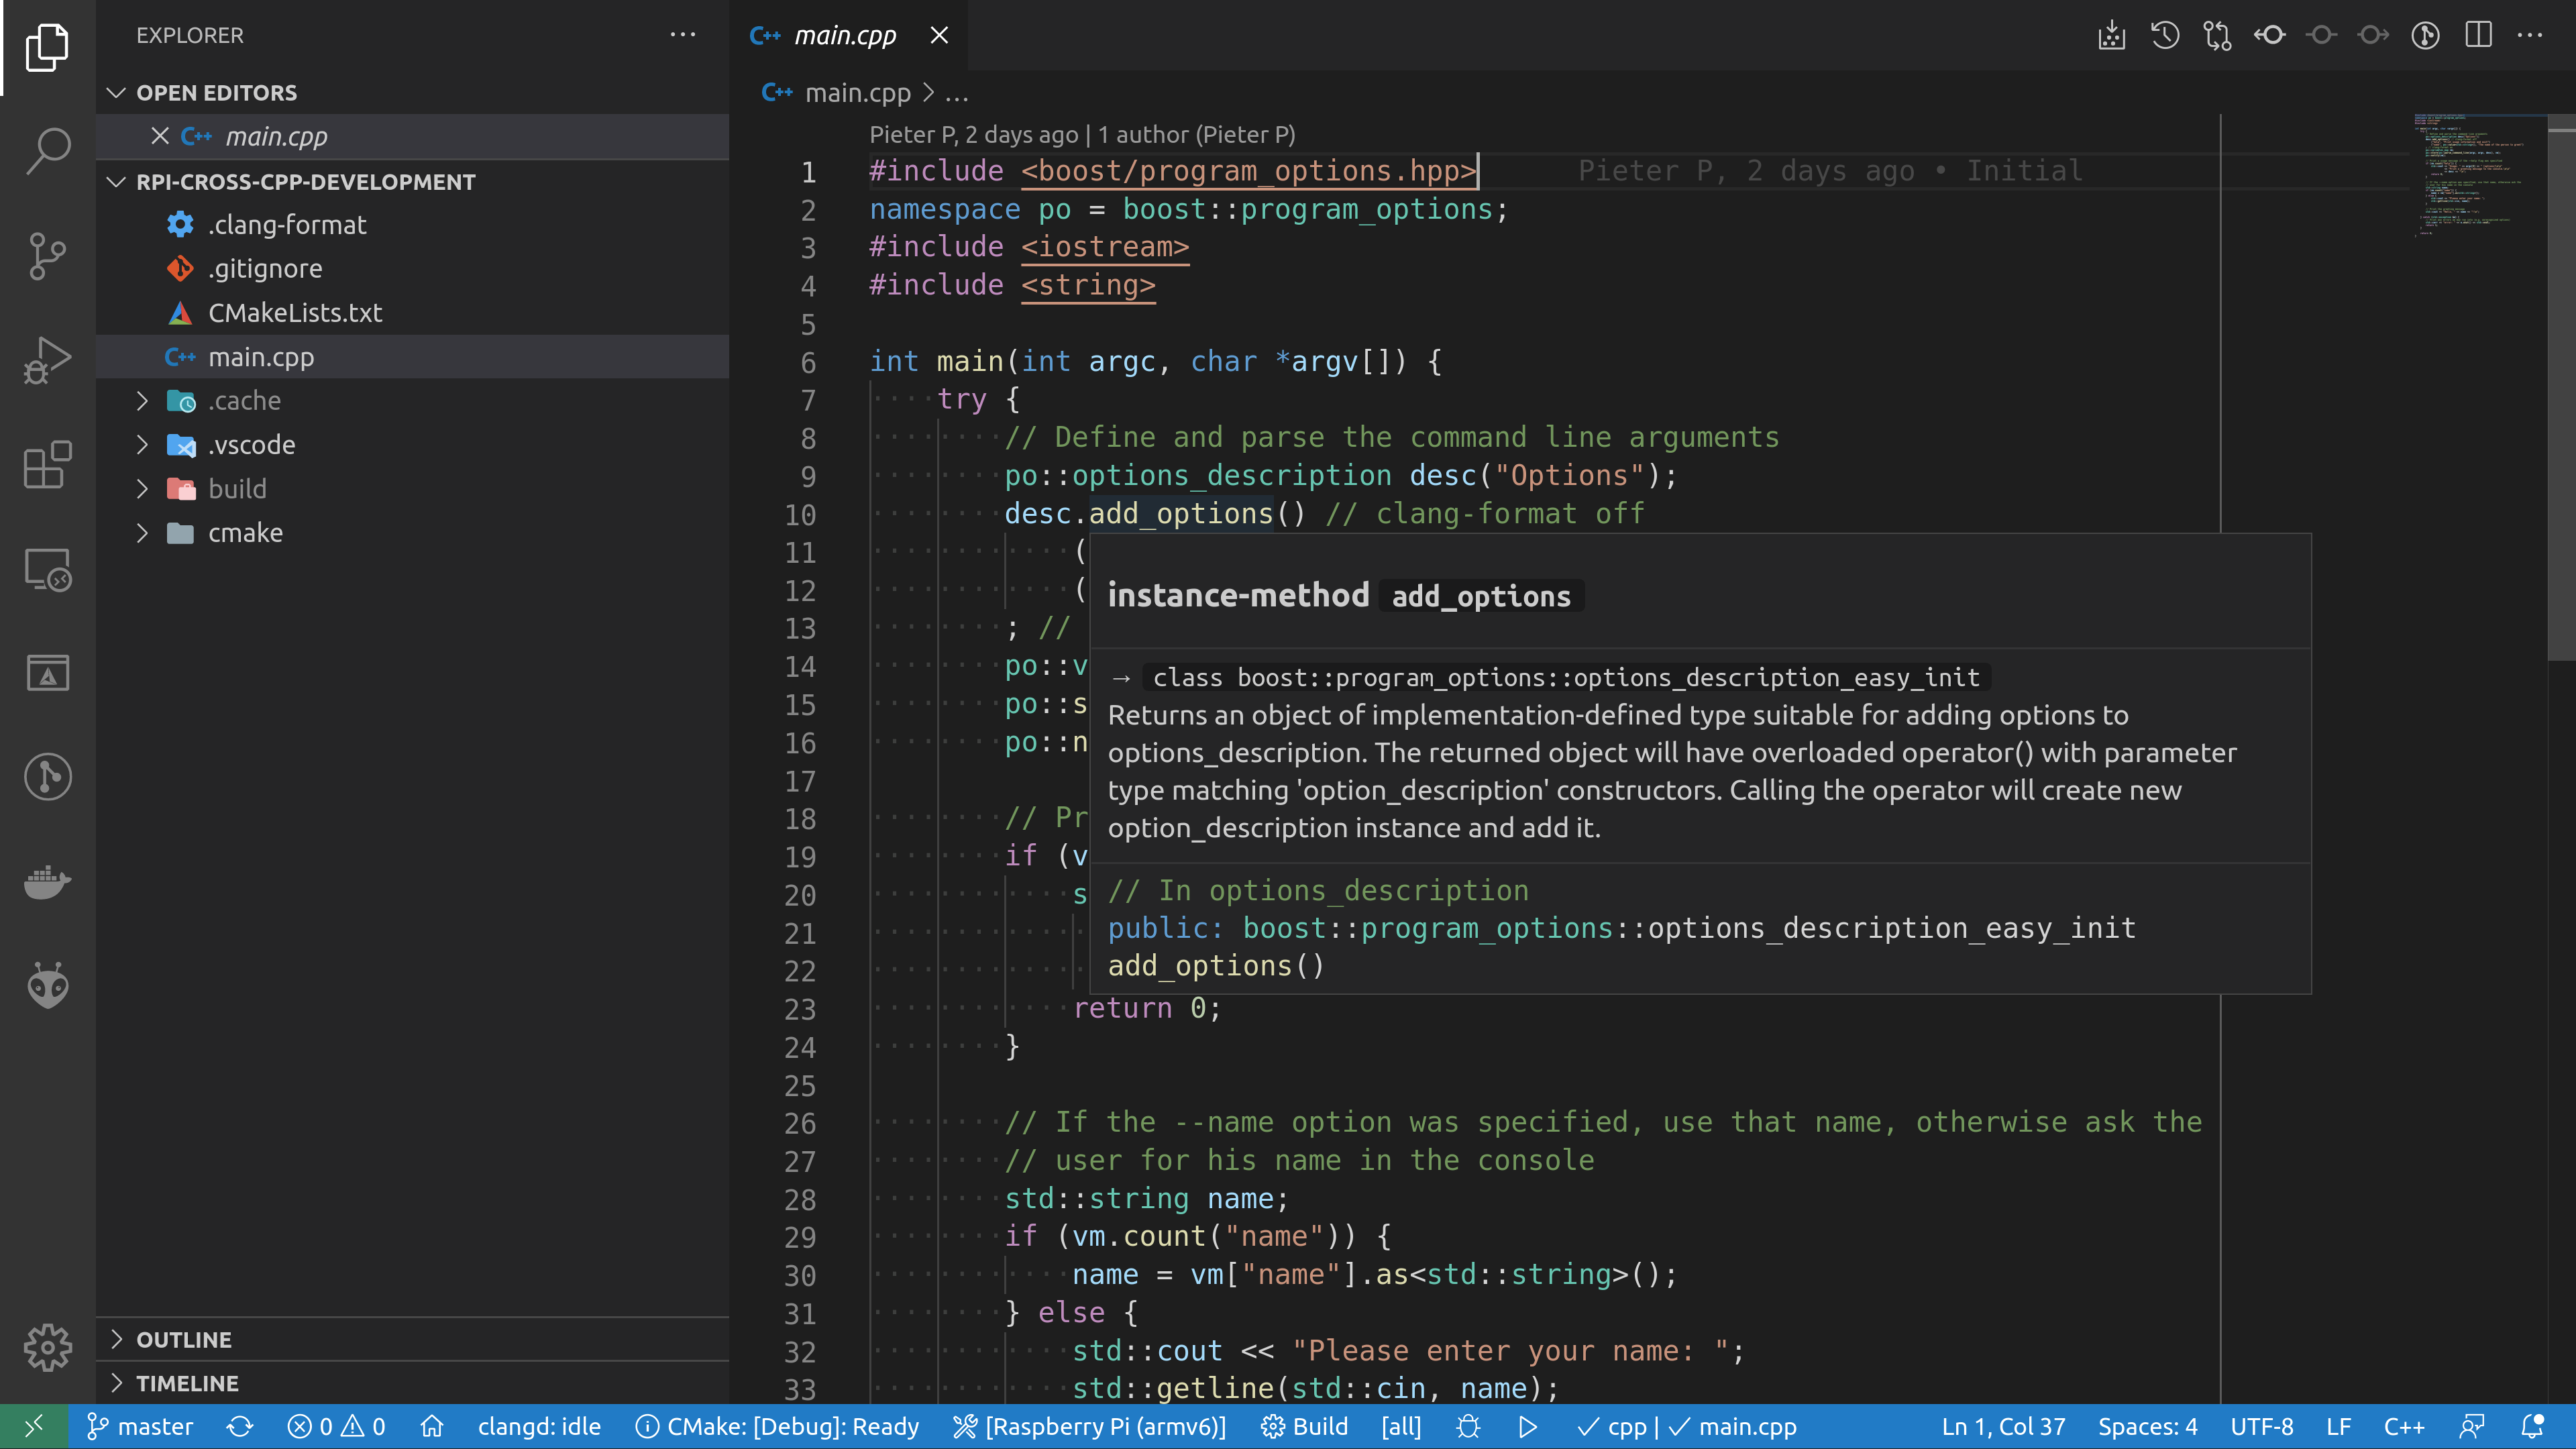 EXPLORER
OPEN EDITORS
main.cpp
RPI-CROSS-CPP-DEVELOPMENT
.clang-format
.gitignore
CMakeLists.txt
main.cpp
.cache
.vscode
build
cmake
OUTLINE
TIMELINE
main.cpp
main.cpp > ...
Pieter P, 2 days ago | 1 author (Pieter P)
1 #include <boost/program_options.hpp> Pieter P, 2 days ago • Initial
2 namespace po = boost::program_options;
3 #include <iostream>
4 #include <string>
5
6 int main(int argc, char *argv[]) {
7 try {
8 // Define and parse the command line arguments
9 po::options_description desc("Options");
10 desc.add_options() // clang-format off
11 (
12 (
13 ; //
14 po::v
15 po::s
16 po::n
17
18 // Pr
19 if (v
20 s
21
22
23 return 0;
24 }
25
26 // If the --name option was specified, use that name, otherwise ask the
27 // user for his name in the console
28 std::string name;
29 if (vm.count("name")) {
30 name = vm["name"].as<std::string>();
31 } else {
32 std::cout << "Please enter your name: ";
33 std::getline(std::cin, name);
instance-method add_options
→ class boost::program_options::options_description_easy_init
Returns an object of implementation-defined type suitable for adding options to
options_description. The returned object will have overloaded operator() with parameter
type matching 'option_description' constructors. Calling the operator will create new
option_description instance and add it.
// In options_description
public: boost::program_options::options_description_easy_init
add_options()
master 0 0 clangd: idle CMake: [Debug]: Ready [Raspberry Pi (armv6)] Build [all] cpp | main.cpp Ln 1, Col 37 Spaces: 4 UTF-8 LF C++